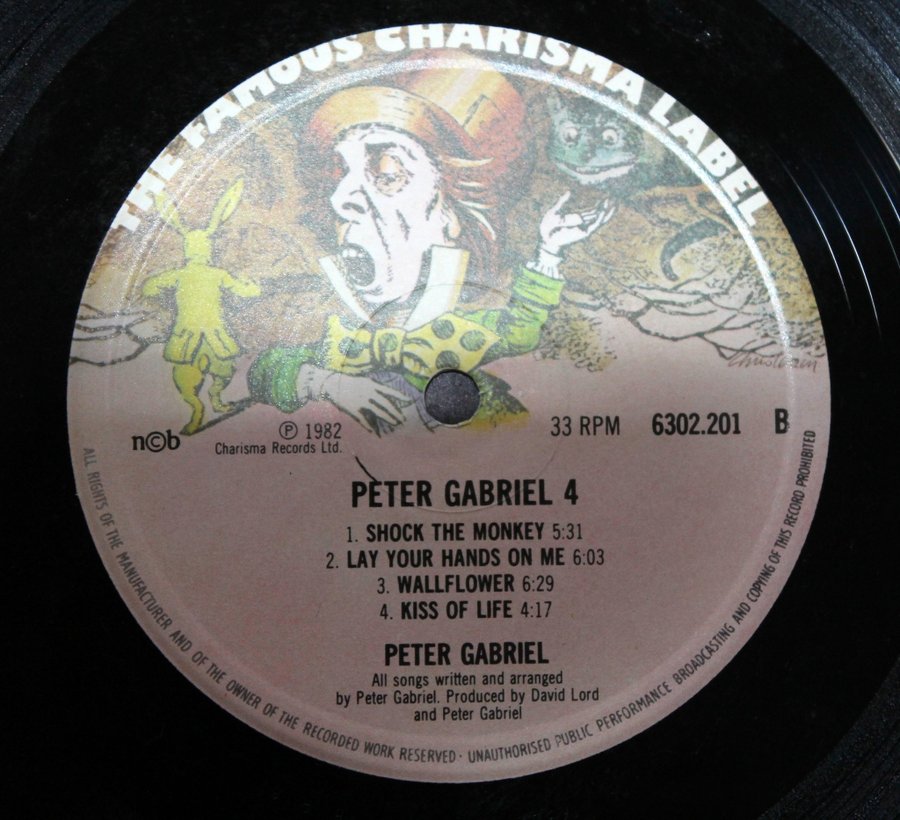 THE FAMOUS CHARISMA LABEL
Christian
n©b
℗ 1982
Charisma Records Ltd.
33 RPM 6302.201 B
PETER GABRIEL 4
1. SHOCK THE MONKEY 5:31
2. LAY YOUR HANDS ON ME 6:03
3. WALLFLOWER 6:29
4. KISS OF LIFE 4:17
PETER GABRIEL
All songs written and arranged
by Peter Gabriel. Produced by David Lord
and Peter Gabriel
ALL RIGHTS OF THE MANUFACTURER AND OF THE OWNER OF THE RECORDED WORK RESERVED · UNAUTHORISED PUBLIC PERFORMANCE BROADCASTING AND COPYING OF THIS RECORD PROHIBITED